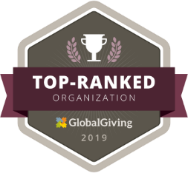 TOP-RANKED
ORGANIZATION
GlobalGiving
2019